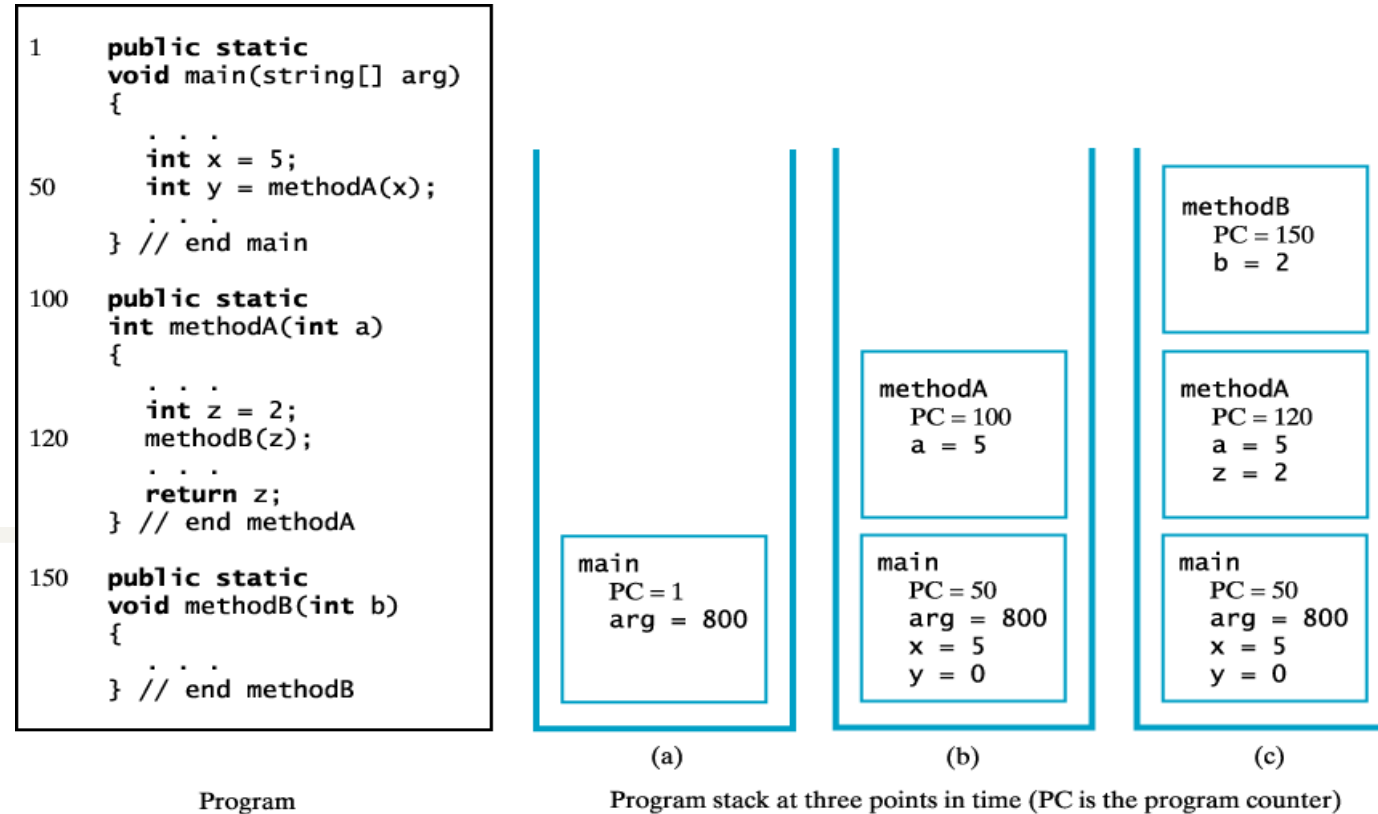 1 public static
void main(string[] arg)
{
. . .
int x = 5;
50 int y = methodA(x);
. . .
} // end main
100 public static
int methodA(int a)
{
. . .
int z = 2;
120 methodB(z);
. . .
return z;
} // end methodA
150 public static
void methodB(int b)
{
. . .
} // end methodB
Program
main
PC = 1
arg = 800
(a)
methodA
PC = 100
a = 5
main
PC = 50
arg = 800
x = 5
y = 0
(b)
methodB
PC = 150
b = 2
methodA
PC = 120
a = 5
z = 2
main
PC = 50
arg = 800
x = 5
y = 0
(c)
Program stack at three points in time (PC is the program counter)